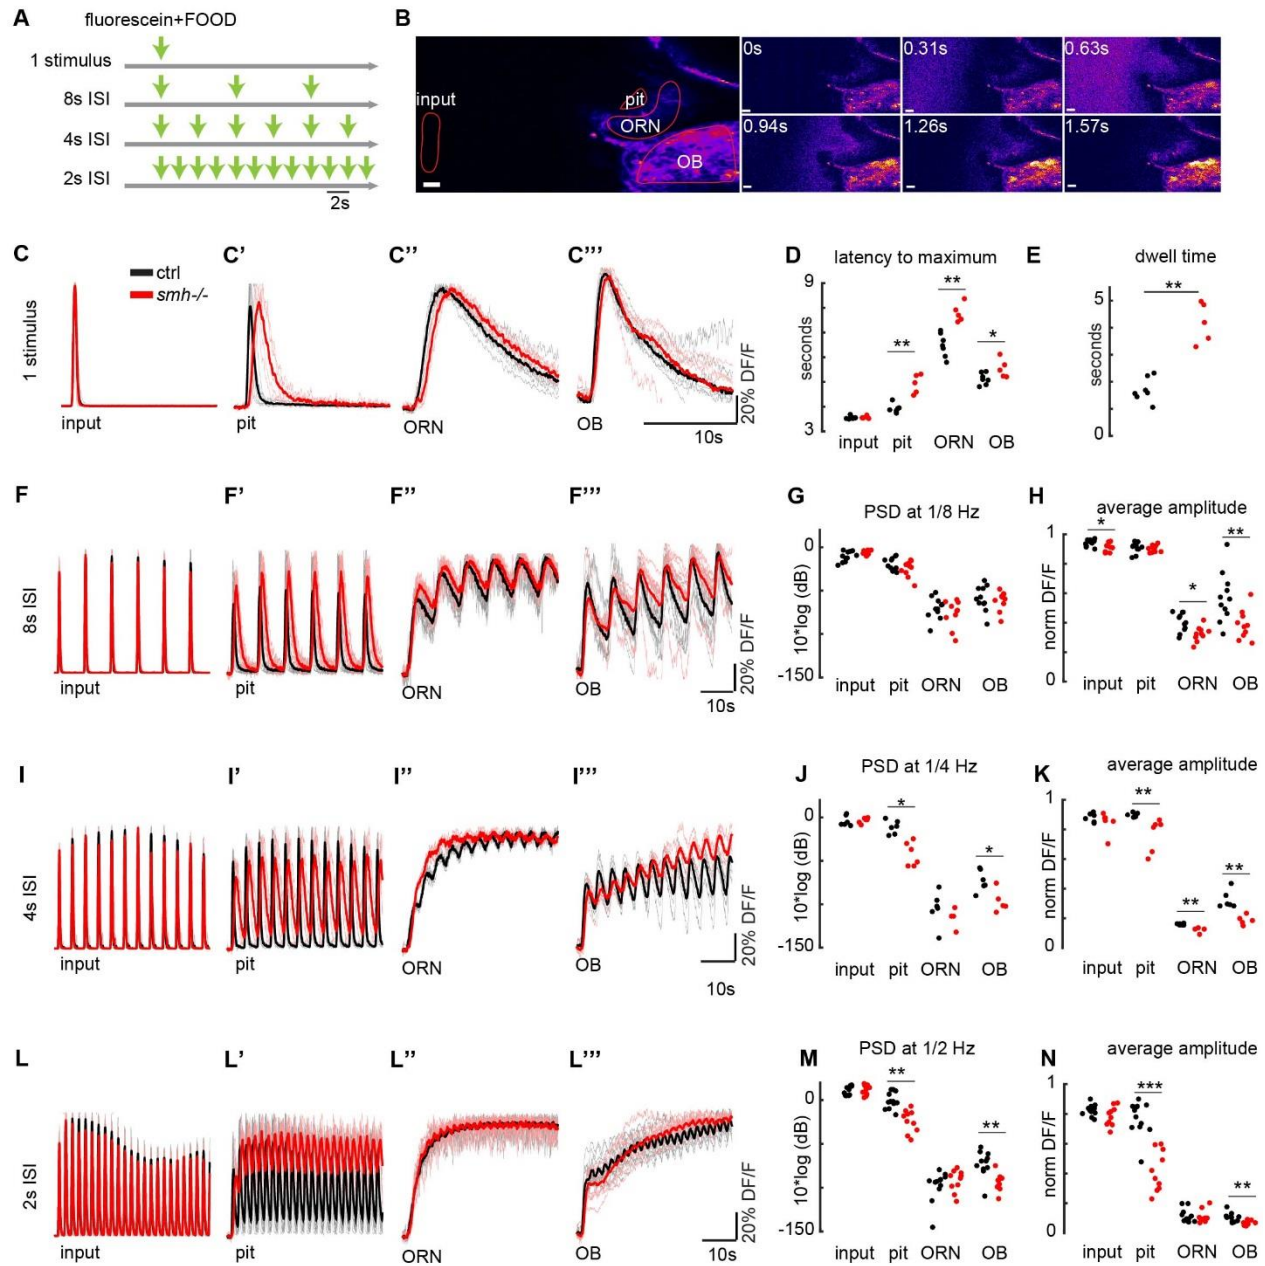 A
fluorescein+FOOD
1 stimulus
8s ISI
4s ISI
2s ISI
2s
B
input
pit
ORN
OB
0s
0.31s
0.63s
0.94s
1.26s
1.57s
C
C’
C’’
C’’’
ctrl
smh-/-
1 stimulus
input
pit
ORN
OB
10s
20% DF/F
D
latency to maximum
**
**
*
9
seconds
3
input
pit
ORN
OB
E
dwell time
**
5
seconds
0
F
F’
F’’
F’’’
8s ISI
input
pit
ORN
OB
10s
20% DF/F
G
PSD at 1/8 Hz
0
10*log (dB)
-150
input
pit
ORN
OB
H
average amplitude
*
*
**
1
norm DF/F
0
input
pit
ORN
OB
I
I’
I’’
I’’’
4s ISI
input
pit
ORN
OB
10s
20% DF/F
J
PSD at 1/4 Hz
*
*
0
10*log (dB)
-150
input
pit
ORN
OB
K
average amplitude
**
**
**
1
norm DF/F
0
input
pit
ORN
OB
L
L’
L’’
L’’’
2s ISI
input
pit
ORN
OB
10s
20% DF/F
M
PSD at 1/2 Hz
**
**
0
10*log (dB)
-150
input
pit
ORN
OB
N
average amplitude
***
**
1
norm DF/F
0
input
pit
ORN
OB